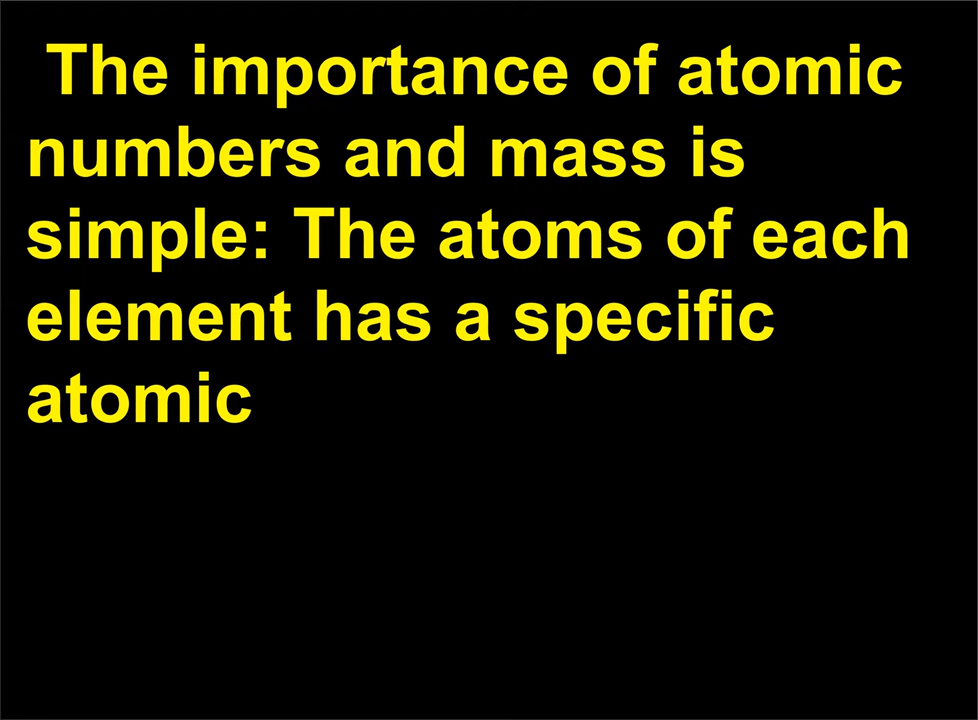 The importance of atomic
numbers and mass is
simple: The atoms of each
element has a specific
atomic